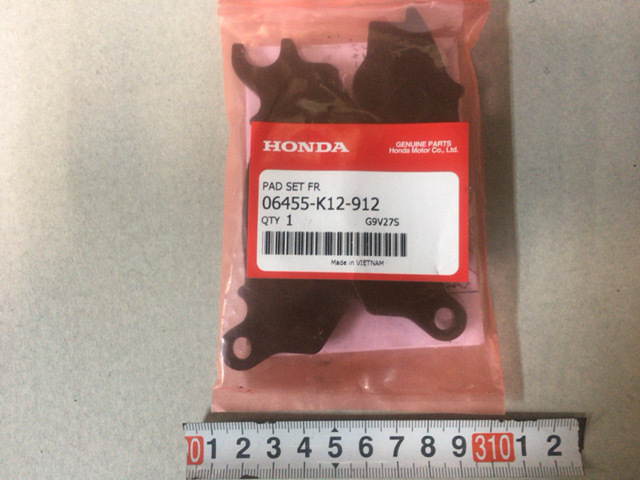 HONDA
GENUINE PARTS
Honda Motor Co., Ltd.
PAD SET FR
06455-K12-912
QTY 1 G9V27S
Made in VIETNAM
0 1 2 3 4 5 6 7 8 9 310 1 2